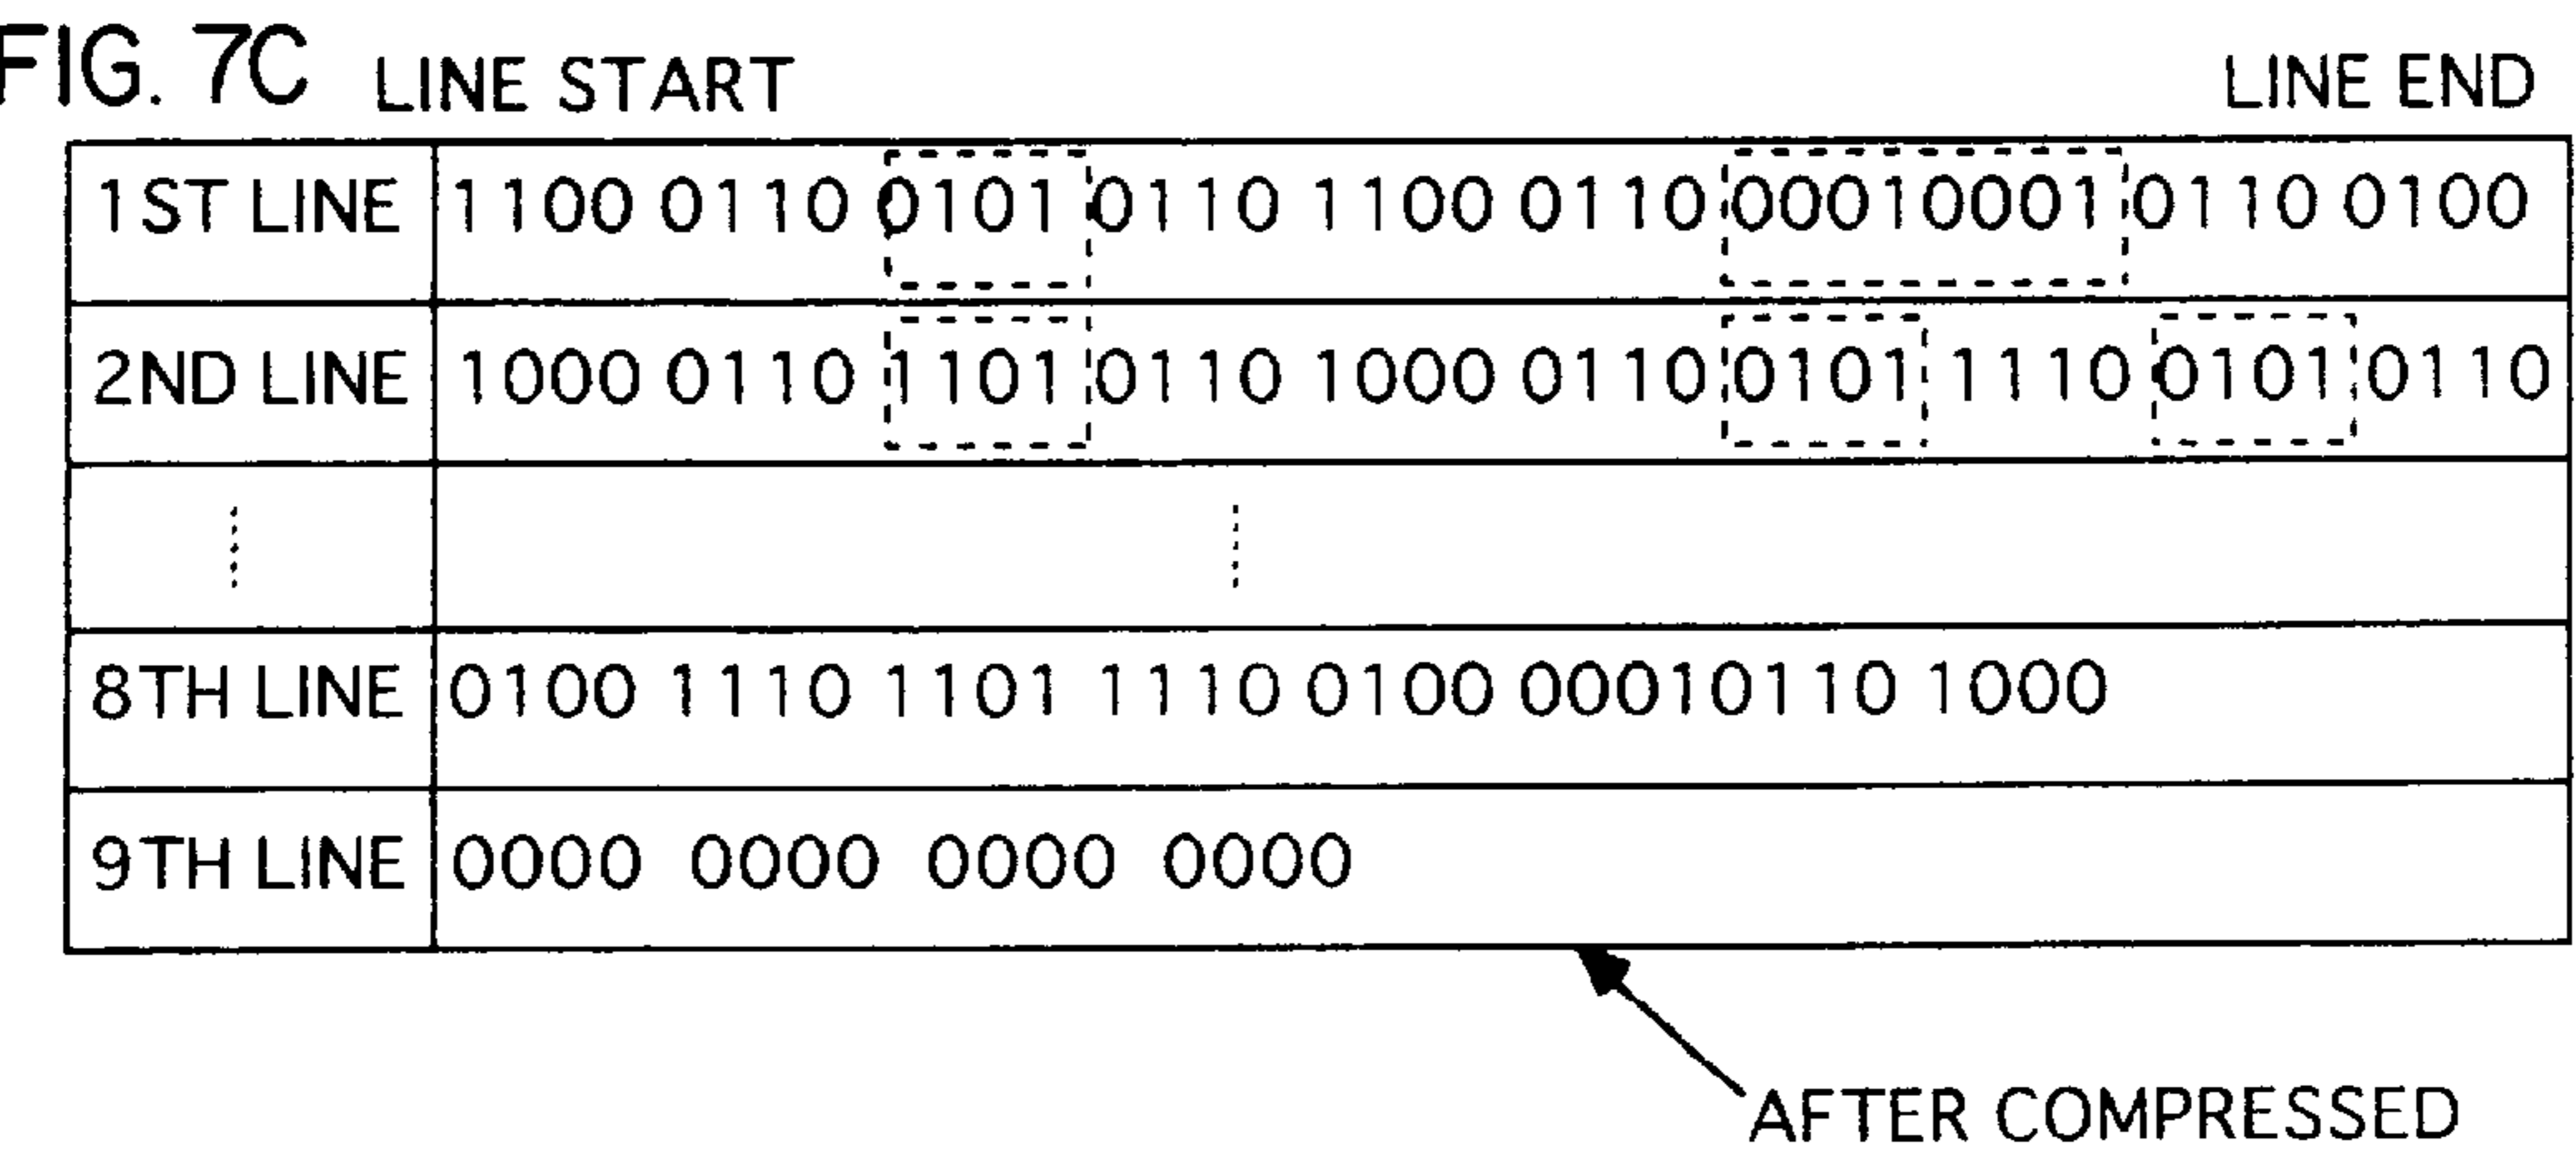 FIG. 7C LINE START LINE END
1ST LINE 1100 0110 0101 0110 1100 0110 00010001 0110 0100
2ND LINE 1000 0110 1101 0110 1000 0110 0101 1110 0101 0110
8TH LINE 0100 1110 1101 1110 0100 00010110 1000
9TH LINE 0000 0000 0000 0000
AFTER COMPRESSED